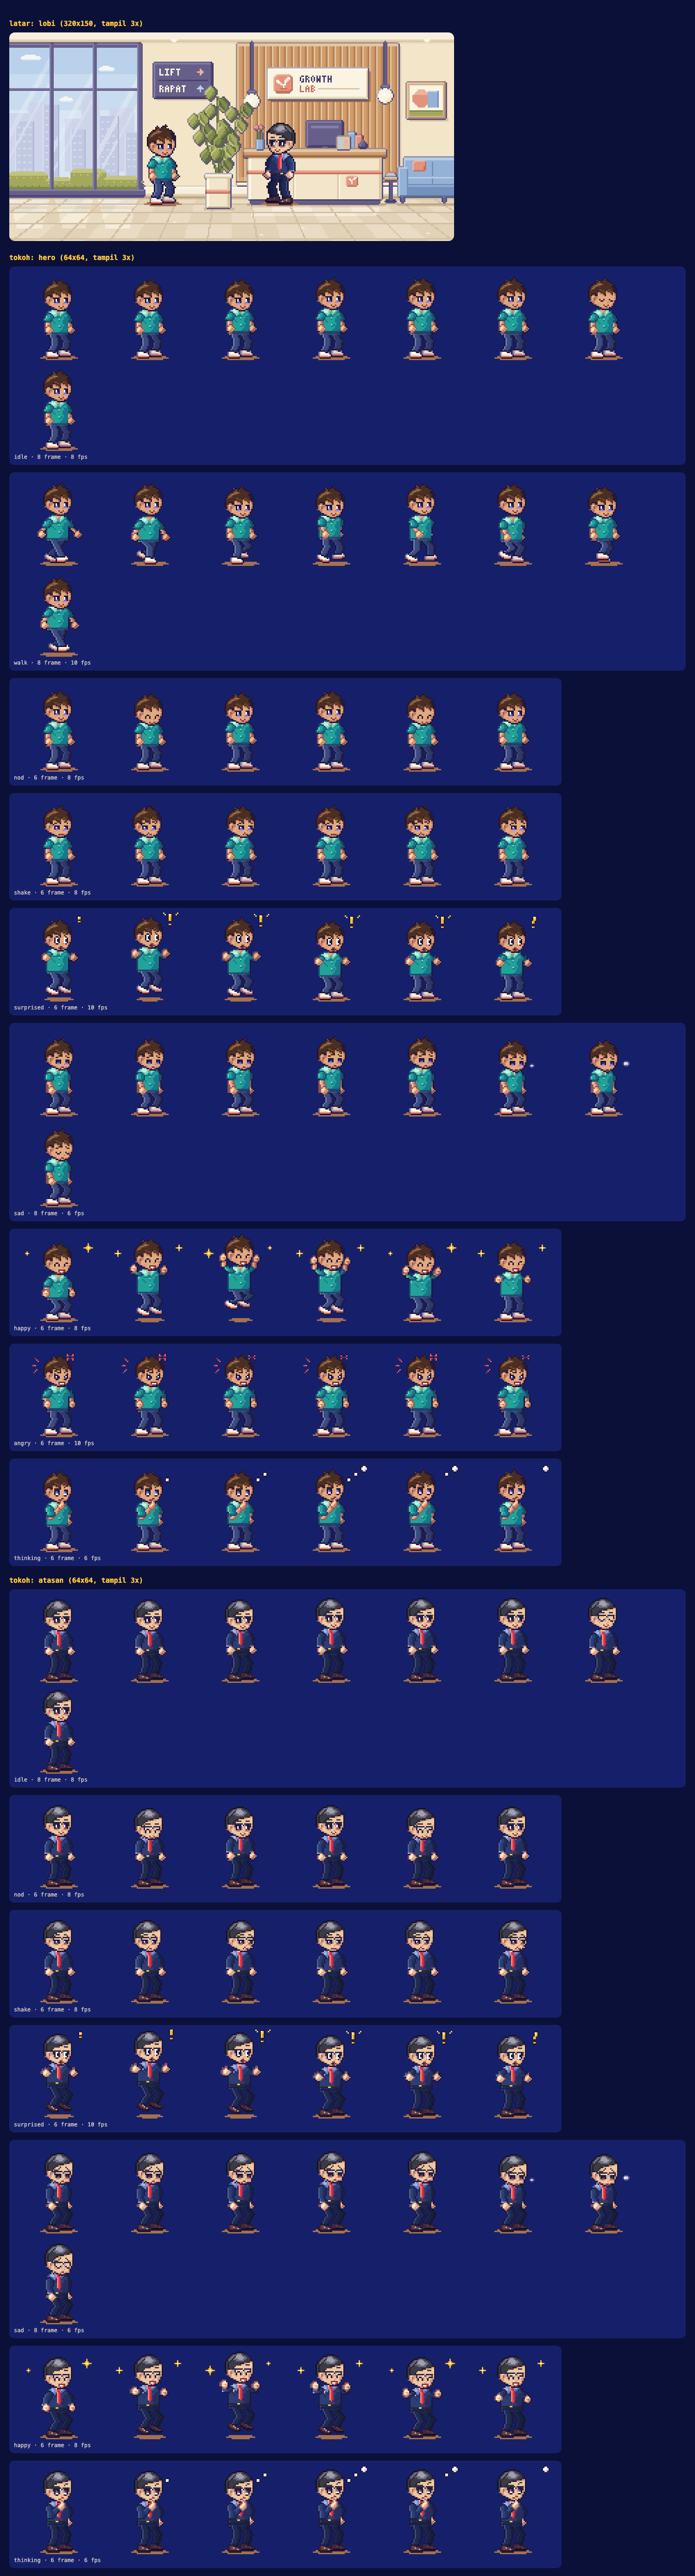 latar: lobi (320x150, tampil 3x)
LIFT →
RAPAT ↑
GROWTH
LAB
tokoh: hero (64x64, tampil 3x)
idle · 8 frame · 8 fps
walk · 8 frame · 10 fps
nod · 6 frame · 8 fps
shake · 6 frame · 8 fps
surprised · 6 frame · 10 fps
sad · 8 frame · 6 fps
happy · 6 frame · 8 fps
angry · 6 frame · 10 fps
thinking · 6 frame · 6 fps
tokoh: atasan (64x64, tampil 3x)
idle · 8 frame · 8 fps
nod · 6 frame · 8 fps
shake · 6 frame · 8 fps
surprised · 6 frame · 10 fps
sad · 8 frame · 6 fps
happy · 6 frame · 8 fps
thinking · 6 frame · 6 fps